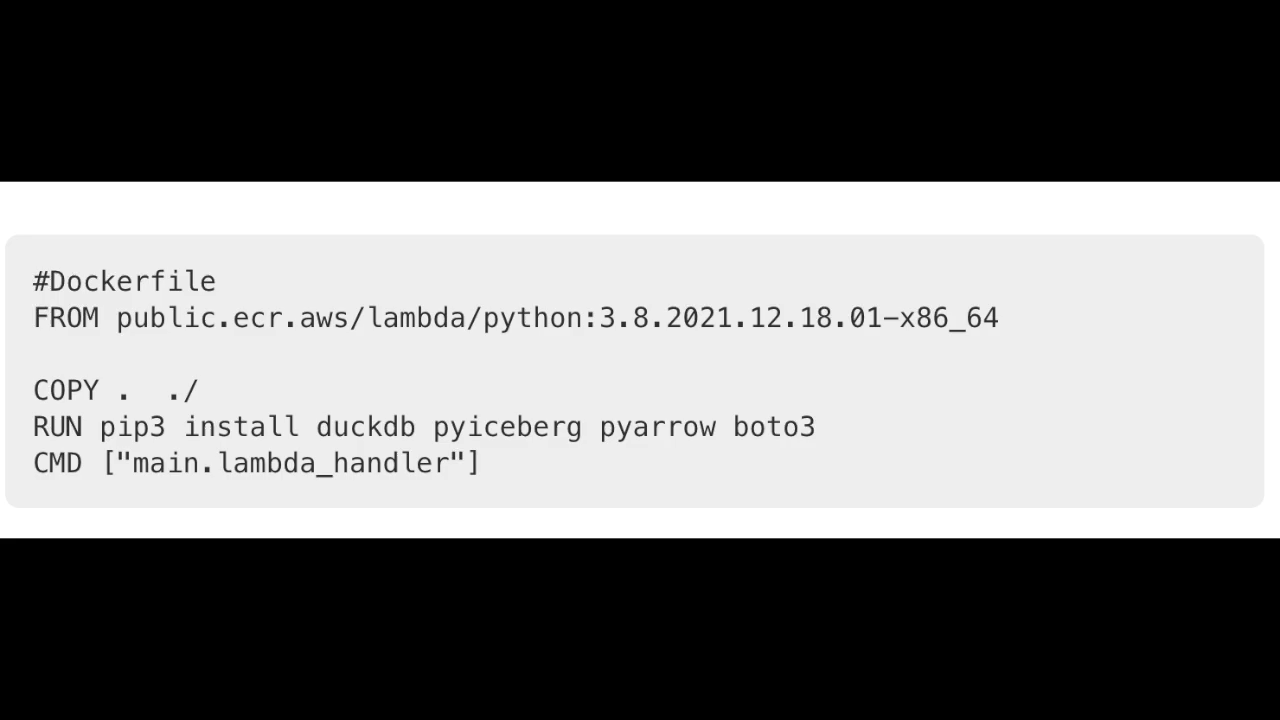 #Dockerfile
FROM public.ecr.aws/lambda/python:3.8.2021.12.18.01-x86_64
COPY .  ./
RUN pip3 install duckdb pyiceberg pyarrow boto3
CMD ["main.lambda_handler"]